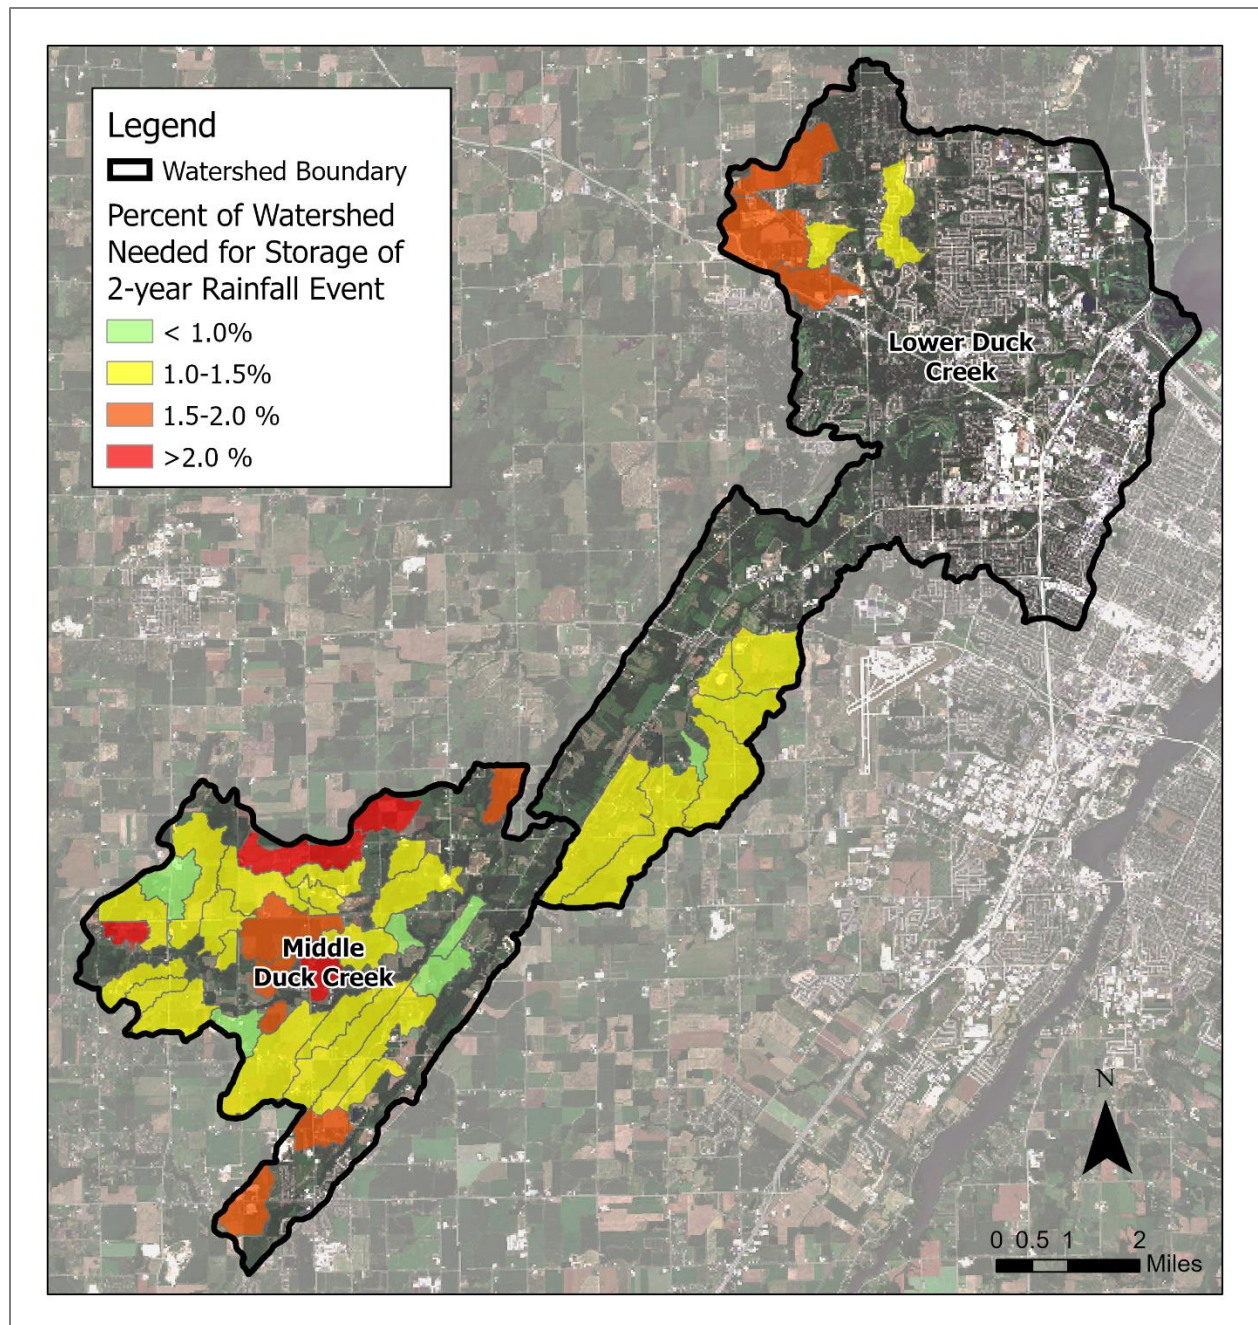 Legend
Watershed Boundary
Percent of Watershed
Needed for Storage of
2-year Rainfall Event
< 1.0%
1.0-1.5%
1.5-2.0 %
>2.0 %
Lower Duck
Creek
Middle
Duck Creek
N
0 0.5 1 2
Miles